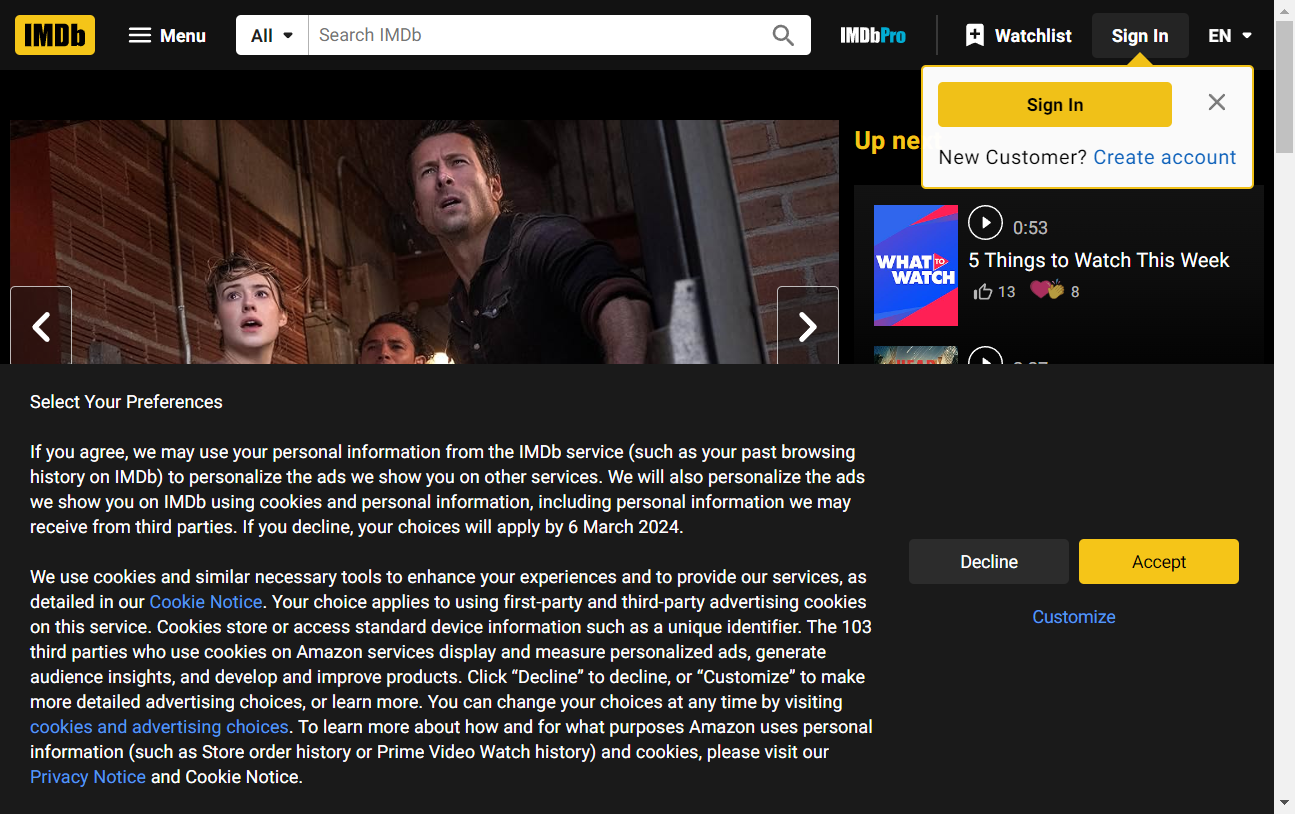 IMDb
Menu
All
Search IMDb
IMDbPro
Watchlist
Sign In
EN
Sign In
New Customer? Create account
Up ne
0:53
5 Things to Watch This Week
13
8
WHAT TO WATCH
Select Your Preferences
If you agree, we may use your personal information from the IMDb service (such as your past browsing
history on IMDb) to personalize the ads we show you on other services. We will also personalize the ads
we show you on IMDb using cookies and personal information, including personal information we may
receive from third parties. If you decline, your choices will apply by 6 March 2024.
We use cookies and similar necessary tools to enhance your experiences and to provide our services, as
detailed in our Cookie Notice. Your choice applies to using first-party and third-party advertising cookies
on this service. Cookies store or access standard device information such as a unique identifier. The 103
third parties who use cookies on Amazon services display and measure personalized ads, generate
audience insights, and develop and improve products. Click “Decline” to decline, or “Customize” to make
more detailed advertising choices, or learn more. You can change your choices at any time by visiting
cookies and advertising choices. To learn more about how and for what purposes Amazon uses personal
information (such as Store order history or Prime Video Watch history) and cookies, please visit our
Privacy Notice and Cookie Notice.
Decline
Accept
Customize